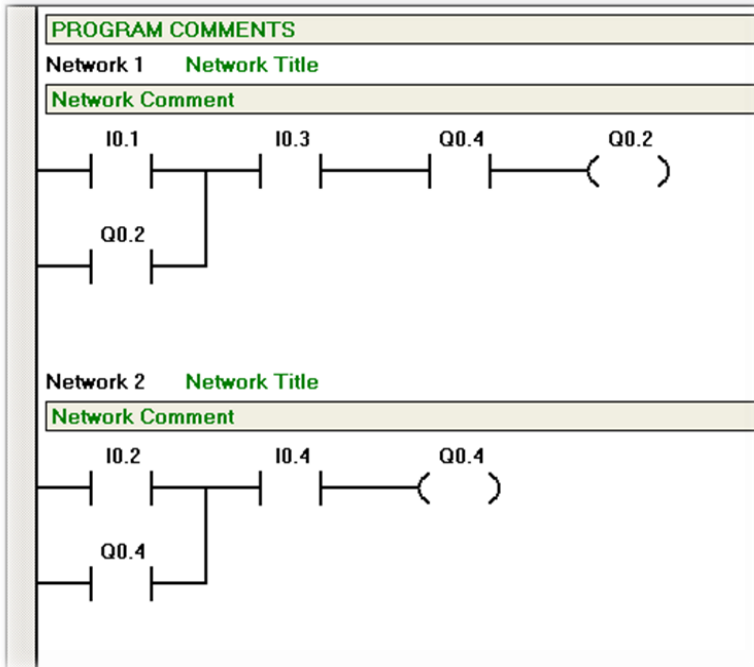 PROGRAM COMMENTS
Network 1 Network Title
Network Comment
I0.1 I0.3 Q0.4 Q0.2
Q0.2
Network 2 Network Title
Network Comment
I0.2 I0.4 Q0.4
Q0.4